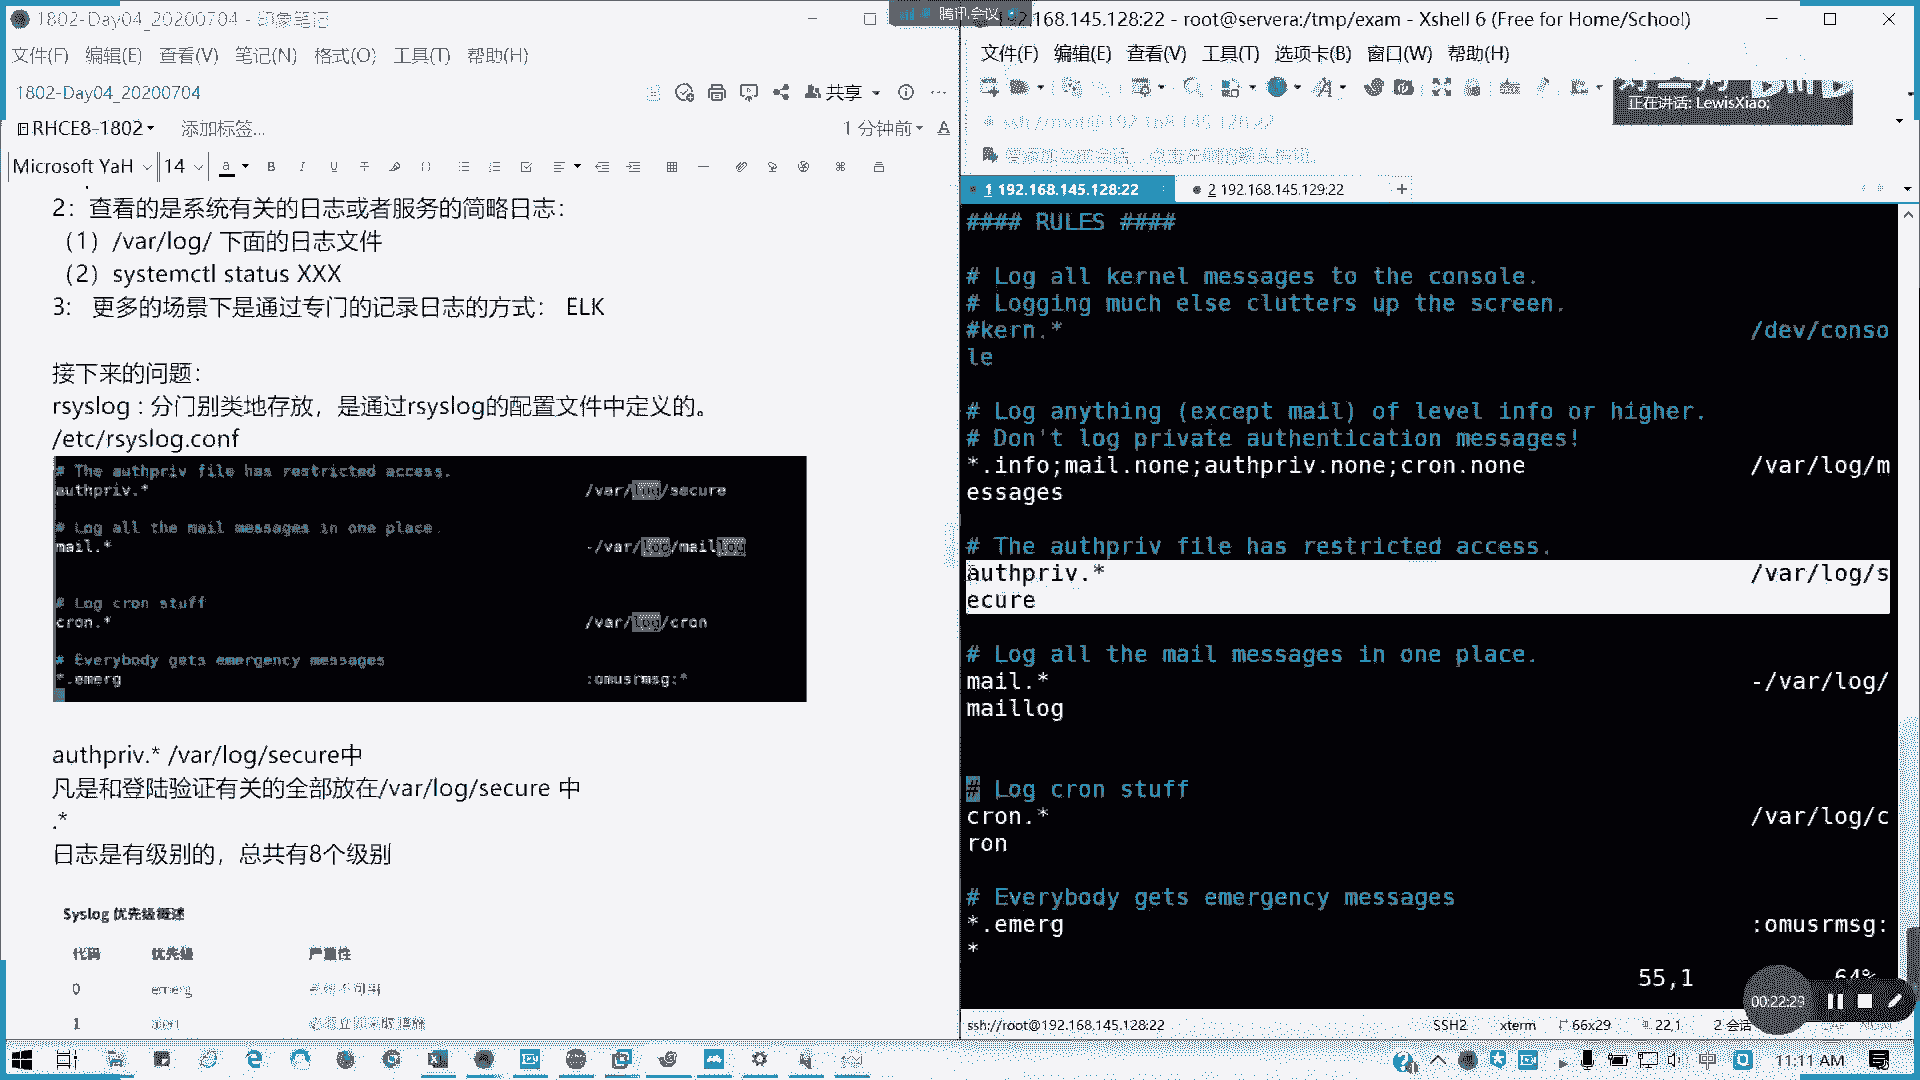 1802-Day04_20200704 - 印象笔记
文件(F) 编辑(E) 查看(V) 笔记(N) 格式(O) 工具(T) 帮助(H)
1802-Day04_20200704
共享
RHCE8-1802
添加标签...
1 分钟前
Microsoft YaH
14
2：查看的是系统有关的日志或者服务的简略日志：
（1）/var/log/ 下面的日志文件
（2）systemctl status XXX
3： 更多的场景下是通过专门的记录日志的方式： ELK
接下来的问题：
rsyslog : 分门别类地存放，是通过rsyslog的配置文件中定义的。
/etc/rsyslog.conf
# The authpriv file has restricted access.
authpriv.* /var/log/secure
# Log all the mail messages in one place.
mail.* -/var/log/maillog
# Log cron stuff
cron.* /var/log/cron
# Everybody gets emergency messages
*.emerg :omusrmsg:*
authpriv.* /var/log/secure中
凡是和登陆验证有关的全部放在/var/log/secure 中
.*
日志是有级别的，总共有8个级别
Syslog 优先级概述
代码 优先级 严重性
0 emerg 系统不可用
1
腾讯会议
192.168.145.128:22 - root@servera:/tmp/exam - Xshell 6 (Free for Home/School)
文件(F) 编辑(E) 查看(V) 工具(T) 选项卡(B) 窗口(W) 帮助(H)
正在讲话: LewisXiao;
ssh://root@192.168.145.128:22
1 192.168.145.128:22
2 192.168.145.129:22
#### RULES ####
# Log all kernel messages to the console.
# Logging much else clutters up the screen.
#kern.* /dev/conso
le
# Log anything (except mail) of level info or higher.
# Don't log private authentication messages!
*.info;mail.none;authpriv.none;cron.none /var/log/m
essages
# The authpriv file has restricted access.
authpriv.* /var/log/s
ecure
# Log all the mail messages in one place.
mail.* -/var/log/
maillog
# Log cron stuff
cron.* /var/log/c
ron
# Everybody gets emergency messages
*.emerg :omusrmsg:
*
55,1 64%
00:22:29
ssh://root@192.168.145.128:22
SSH2
xterm
66x29
22,1
2 会话
11:11 AM